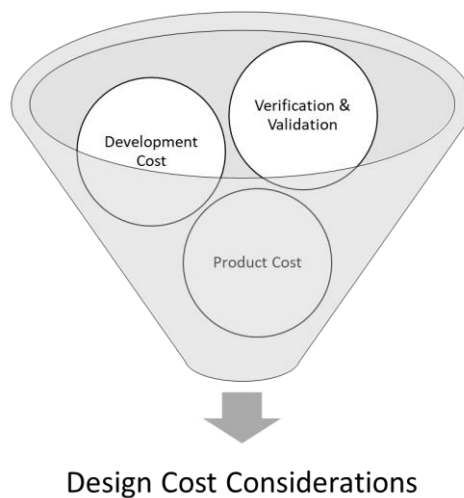 Verification &
Validation
Development
Cost
Product Cost
Design Cost Considerations